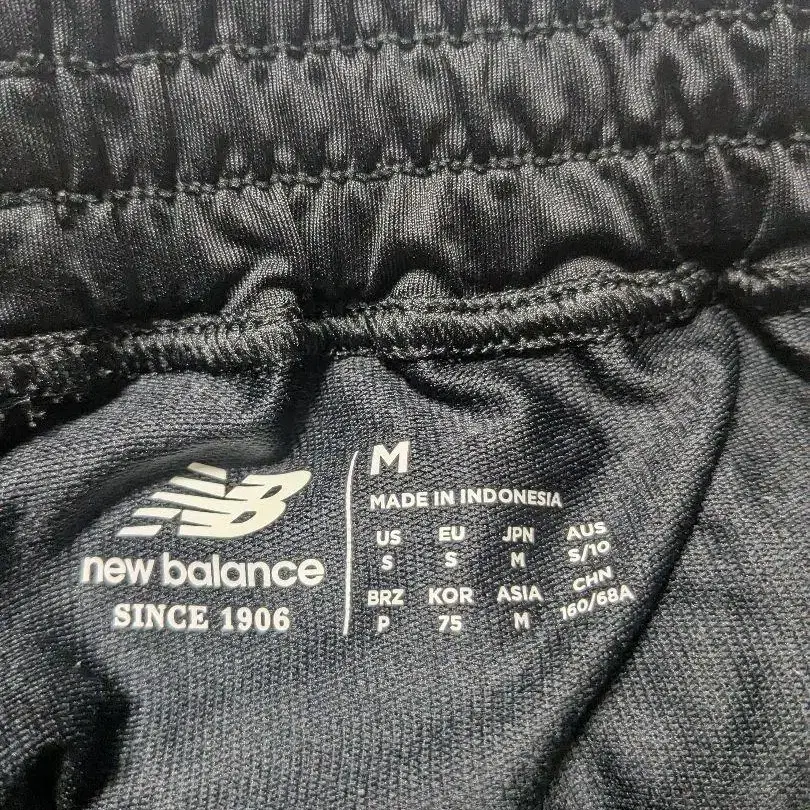 NB
new balance
SINCE 1906
M
MADE IN INDONESIA
US EU JPN AUS
S S M S/10
BRZ KOR ASIA CHN
P 75 M 160/68A